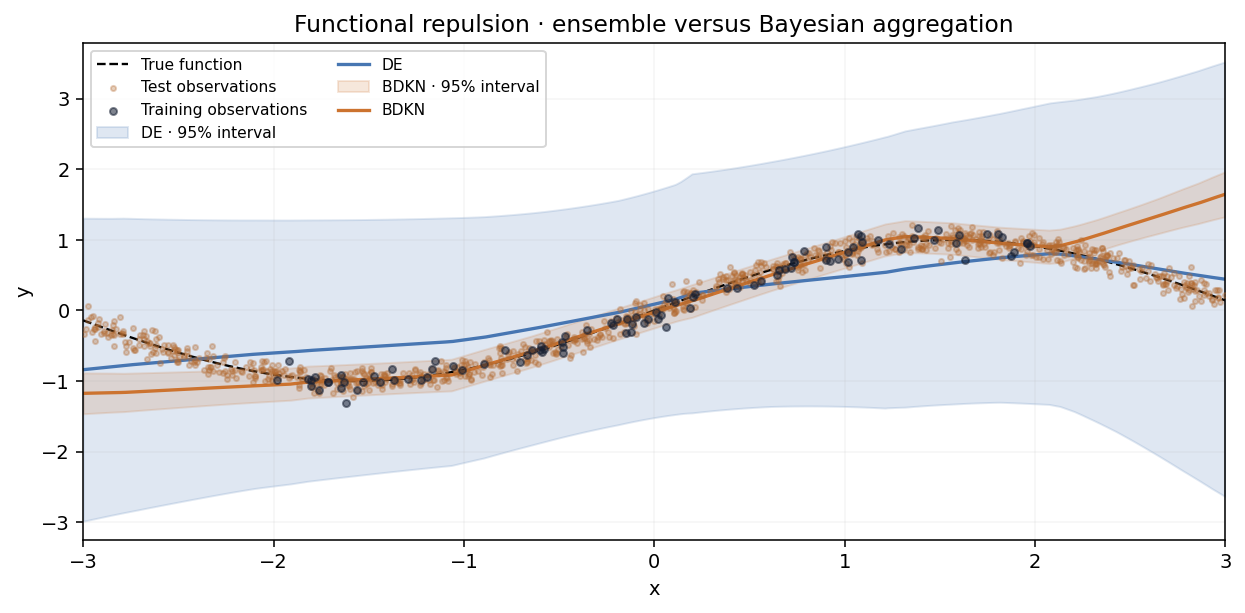 Functional repulsion · ensemble versus Bayesian aggregation
True function
Test observations
Training observations
DE · 95% interval
DE
BDKN · 95% interval
BDKN
y
3
2
1
0
−1
−2
−3
−3 −2 −1 0 1 2 3
x